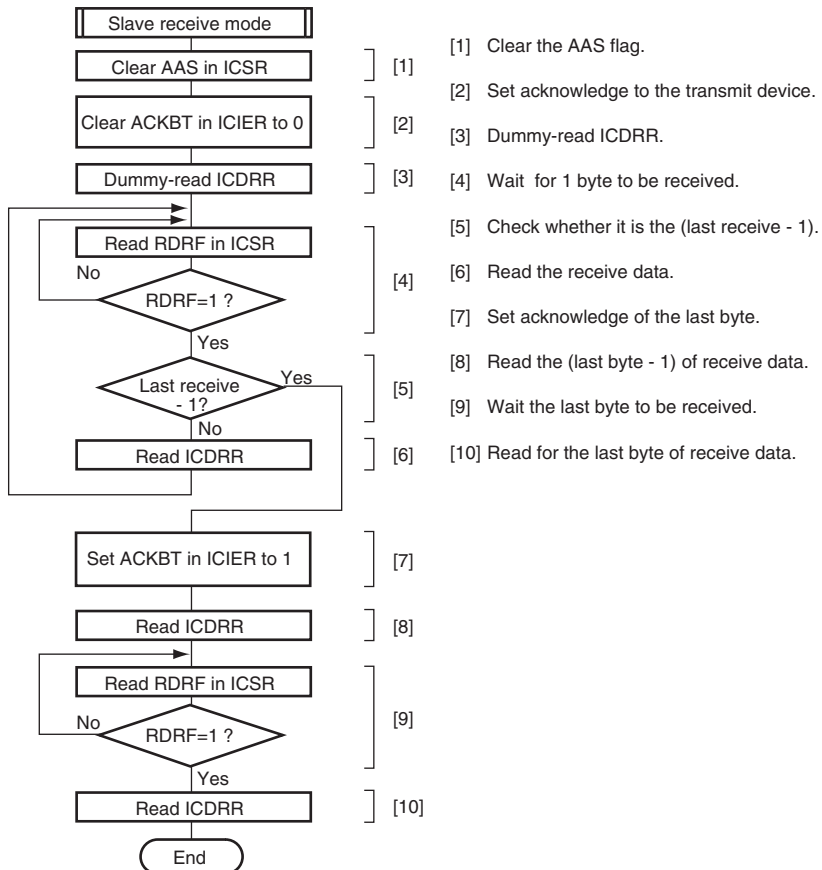 Slave receive mode
Clear AAS in ICSR
[1]
Clear ACKBT in ICIER to 0
[2]
Dummy-read ICDRR
[3]
Read RDRF in ICSR
No
RDRF=1 ?
[4]
Yes
Last receive
- 1?
Yes
[5]
No
Read ICDRR
[6]
Set ACKBT in ICIER to 1
[7]
Read ICDRR
[8]
Read RDRF in ICSR
No
RDRF=1 ?
[9]
Yes
Read ICDRR
[10]
End
[1] Clear the AAS flag.
[2] Set acknowledge to the transmit device.
[3] Dummy-read ICDRR.
[4] Wait for 1 byte to be received.
[5] Check whether it is the (last receive - 1).
[6] Read the receive data.
[7] Set acknowledge of the last byte.
[8] Read the (last byte - 1) of receive data.
[9] Wait the last byte to be received.
[10] Read for the last byte of receive data.